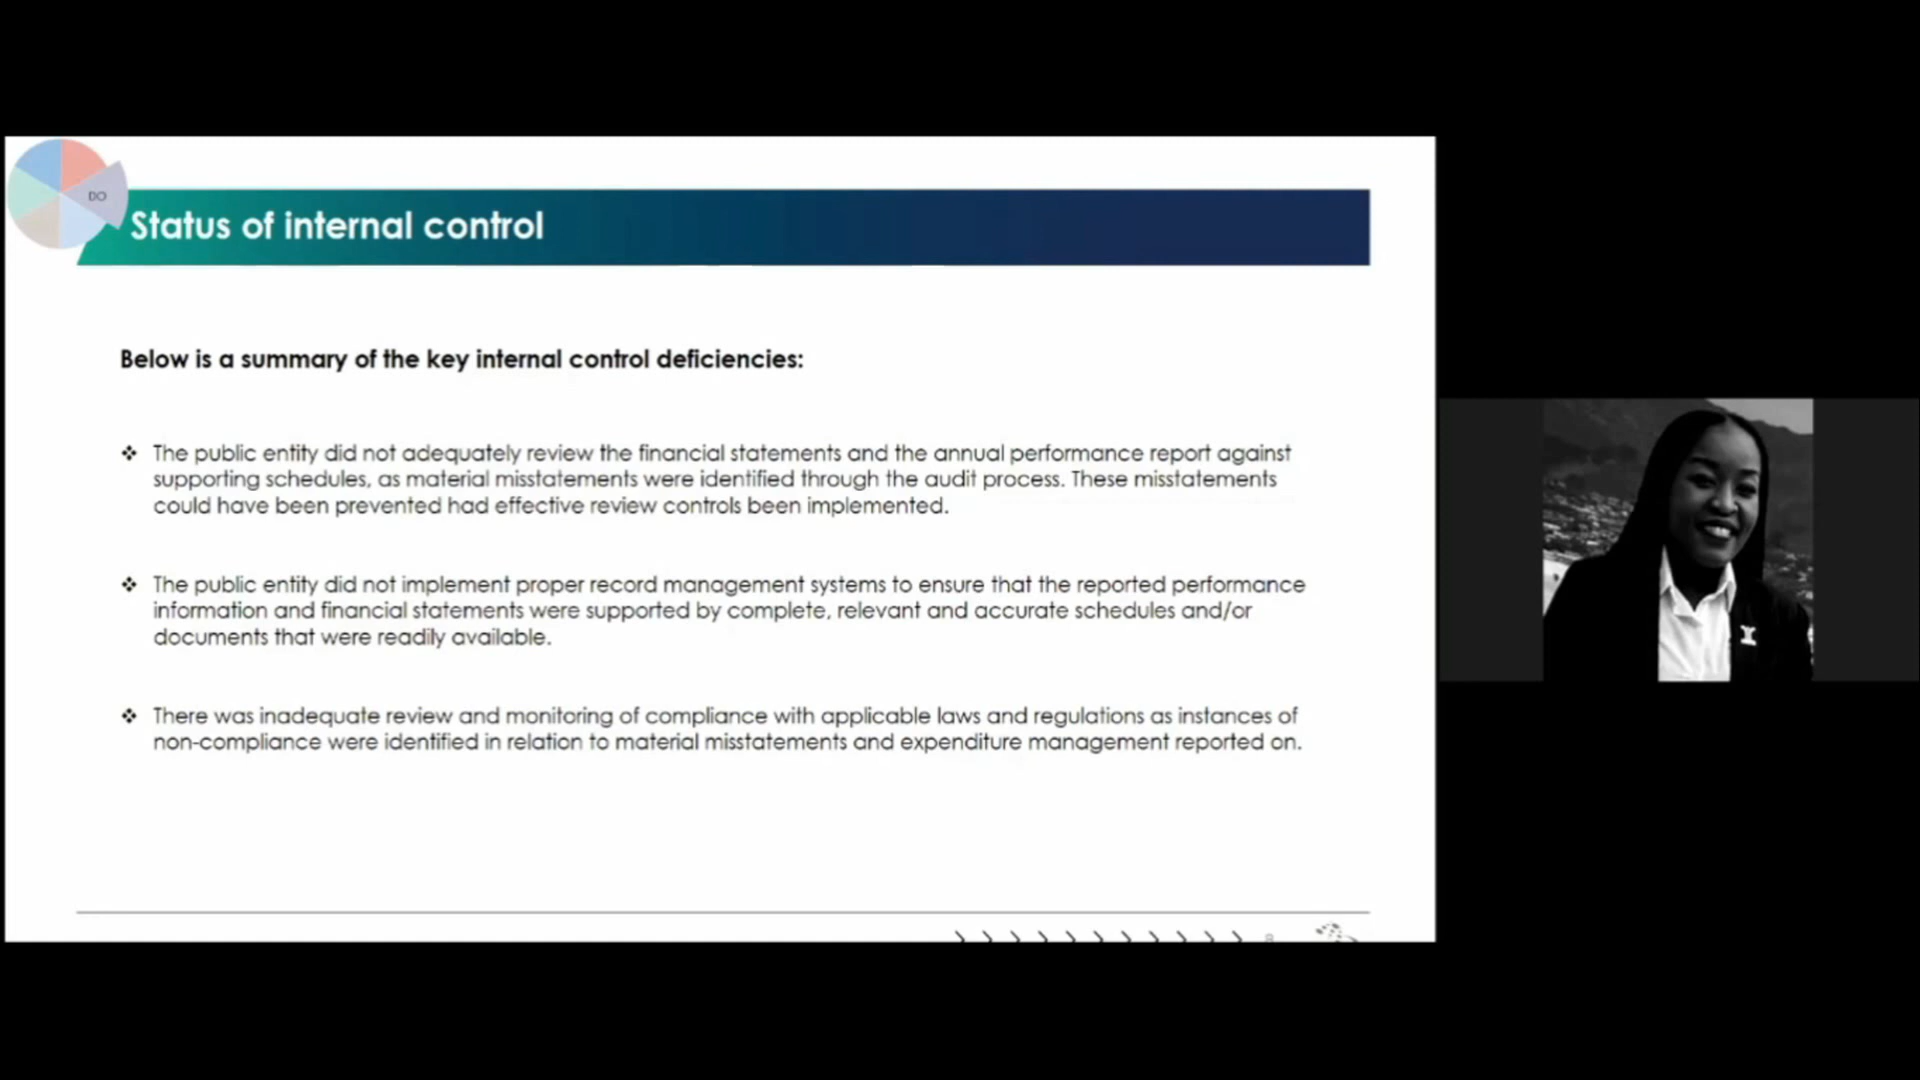 DO
Status of internal control
Below is a summary of the key internal control deficiencies:
❖ The public entity did not adequately review the financial statements and the annual performance report against
supporting schedules, as material misstatements were identified through the audit process. These misstatements
could have been prevented had effective review controls been implemented.
❖ The public entity did not implement proper record management systems to ensure that the reported performance
information and financial statements were supported by complete, relevant and accurate schedules and/or
documents that were readily available.
❖ There was inadequate review and monitoring of compliance with applicable laws and regulations as instances of
non-compliance were identified in relation to material misstatements and expenditure management reported on.